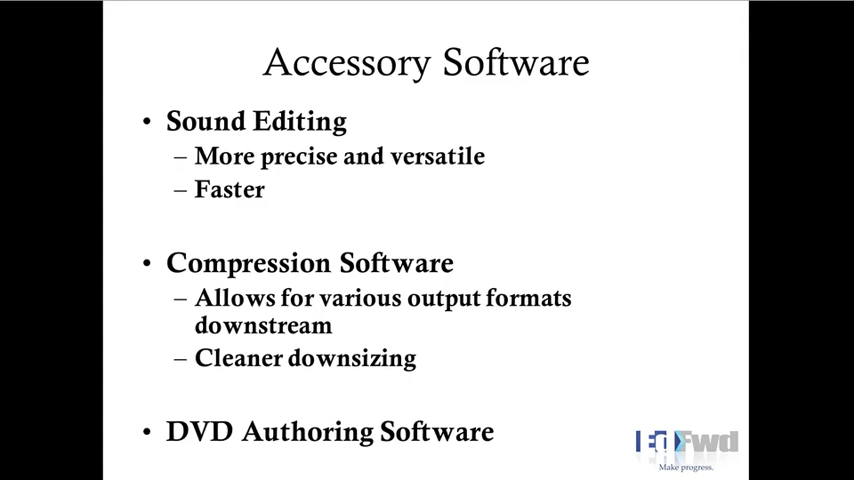 Accessory Software
• Sound Editing
– More precise and versatile
– Faster
• Compression Software
– Allows for various output formats
downstream
– Cleaner downsizing
• DVD Authoring Software
EdFwd
Make progress.